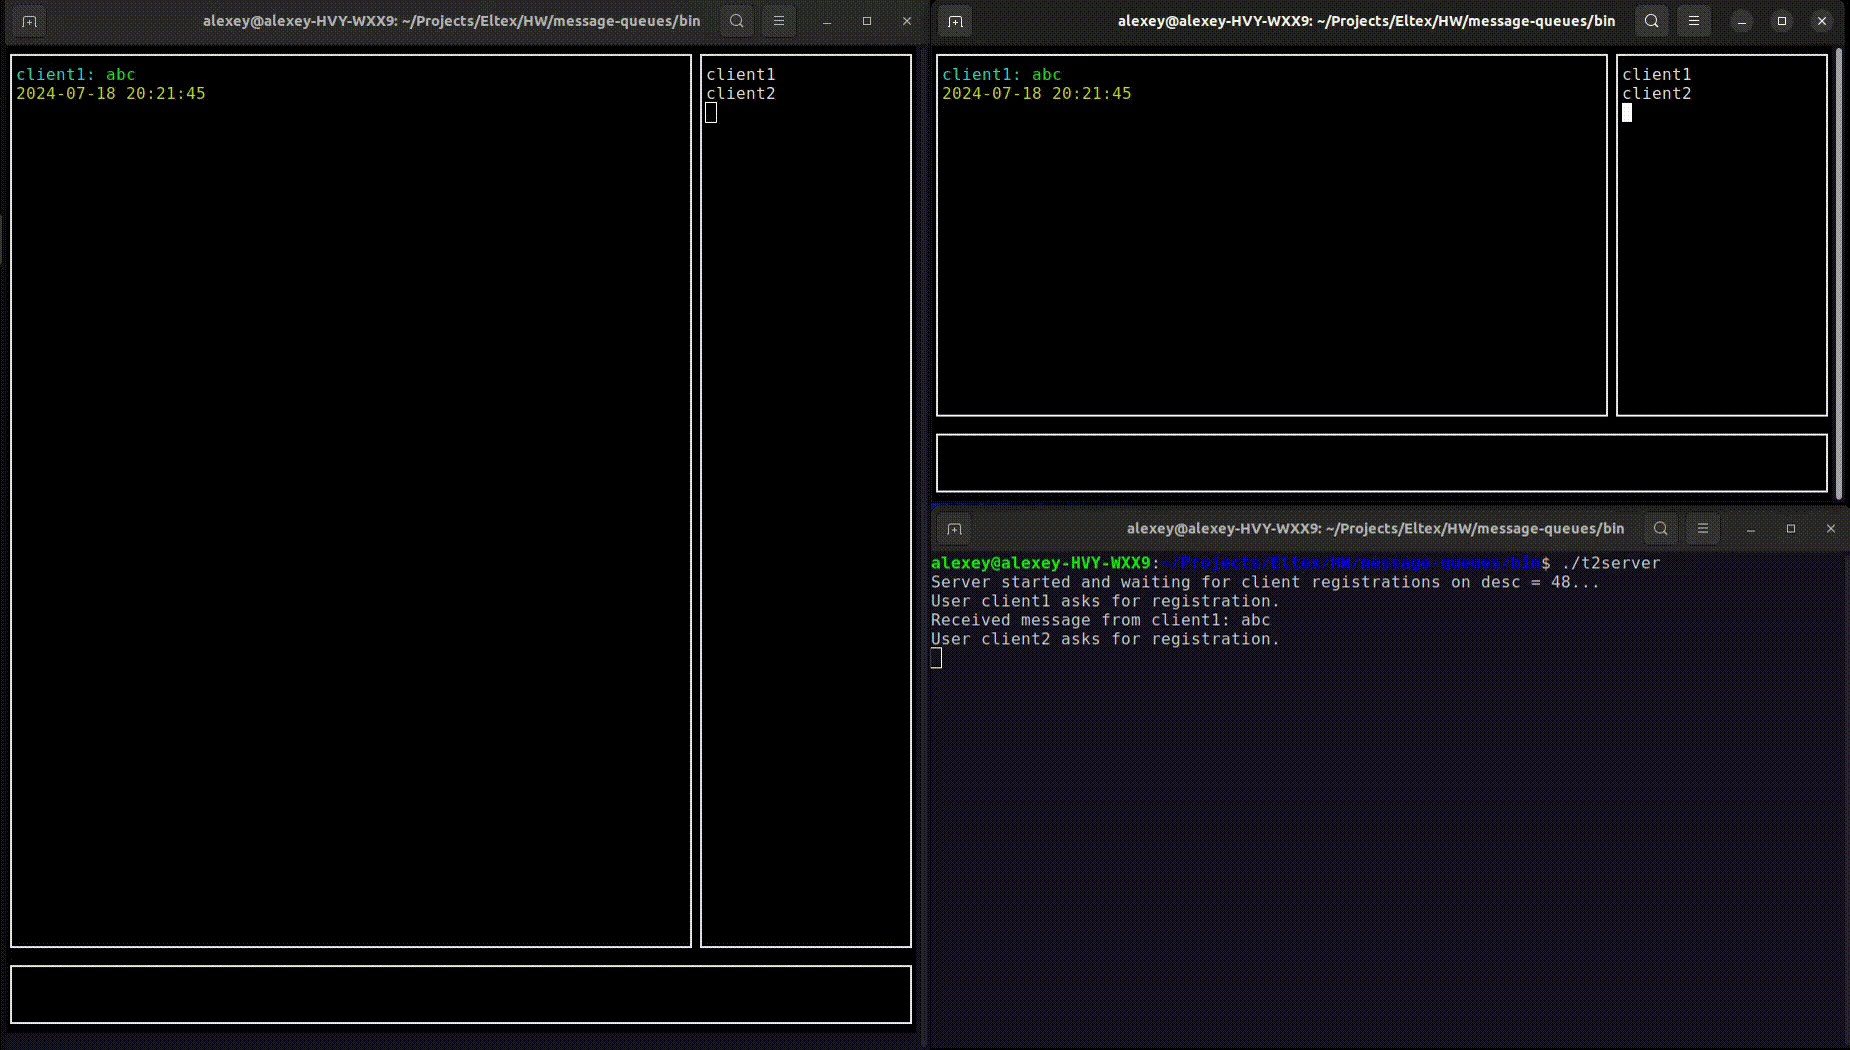 alexey@alexey-HVY-WXX9: ~/Projects/Eltex/HW/message-queues/bin
client1: abc
2024-07-18 20:21:45
client1
client2
alexey@alexey-HVY-WXX9: ~/Projects/Eltex/HW/message-queues/bin
client1: abc
2024-07-18 20:21:45
client1
client2
alexey@alexey-HVY-WXX9: ~/Projects/Eltex/HW/message-queues/bin
alexey@alexey-HVY-WXX9:~/Projects/Eltex/HW/message-queues/bin$ ./t2server
Server started and waiting for client registrations on desc = 48...
User client1 asks for registration.
Received message from client1: abc
User client2 asks for registration.